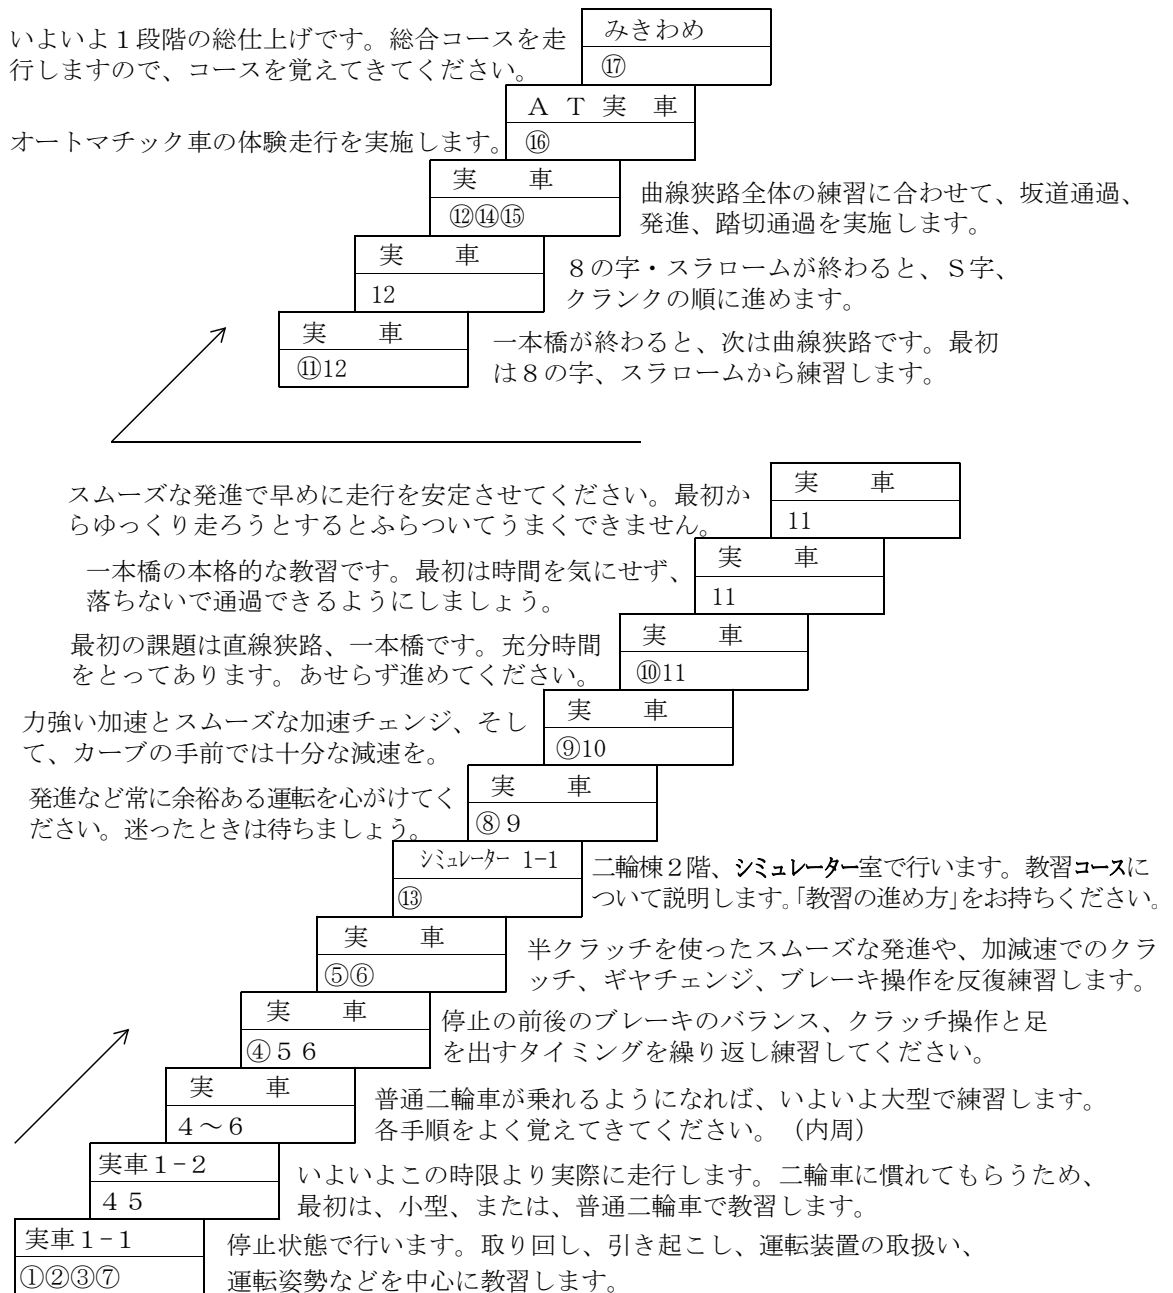 いよいよ１段階の総仕上げです。総合コースを走
行しますので、コースを覚えてきてください。
みきわめ
⑰
オートマチック車の体験走行を実施します。
ＡＴ実車
⑯
実　車
⑫⑭⑮
曲線狭路全体の練習に合わせて、坂道通過、
発進、踏切通過を実施します。
実　車
12
８の字・スラロームが終わると、Ｓ字、
クランクの順に進めます。
実　車
⑪12
一本橋が終わると、次は曲線狭路です。最初
は８の字、スラロームから練習します。
スムーズな発進で早めに走行を安定させてください。最初か
らゆっくり走ろうとするとふらついてうまくできません。
実　車
11
一本橋の本格的な教習です。最初は時間を気にせず、
落ちないで通過できるようにしましょう。
実　車
11
最初の課題は直線狭路、一本橋です。充分時間
をとってあります。あせらず進めてください。
実　車
⑩11
力強い加速とスムーズな加速チェンジ、そし
て、カーブの手前では十分な減速を。
実　車
⑨10
発進など常に余裕ある運転を心がけてく
ださい。迷ったときは待ちましょう。
実　車
⑧９
ｼﾐｭﾚｰﾀｰ 1-1
⑬
二輪棟２階、シミュレーター室で行います。教習コースに
ついて説明します。「教習の進め方」をお持ちください。
実　車
⑤⑥
半クラッチを使ったスムーズな発進や、加減速でのクラ
ッチ、ギヤチェンジ、ブレーキ操作を反復練習します。
実　車
④５６
停止の前後のブレーキのバランス、クラッチ操作と足
を出すタイミングを繰り返し練習してください。
実　車
４～６
普通二輪車が乗れるようになれば、いよいよ大型で練習します。
各手順をよく覚えてきてください。（内周）
実車１-２
４５
いよいよこの時限より実際に走行します。二輪車に慣れてもらうため、
最初は、小型、または、普通二輪車で教習します。
実車１-１
①②③⑦
停止状態で行います。取り回し、引き起こし、運転装置の取扱い、
運転姿勢などを中心に教習します。